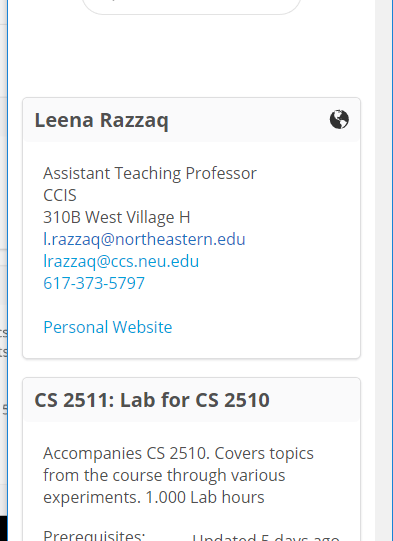 Leena Razzaq
Assistant Teaching Professor
CCIS
310B West Village H
l.razzaq@northeastern.edu
lrazzaq@ccs.neu.edu
617-373-5797
Personal Website
CS 2511: Lab for CS 2510
Accompanies CS 2510. Covers topics
from the course through various
experiments. 1.000 Lab hours
Prerequisites: Updated 5 days ago